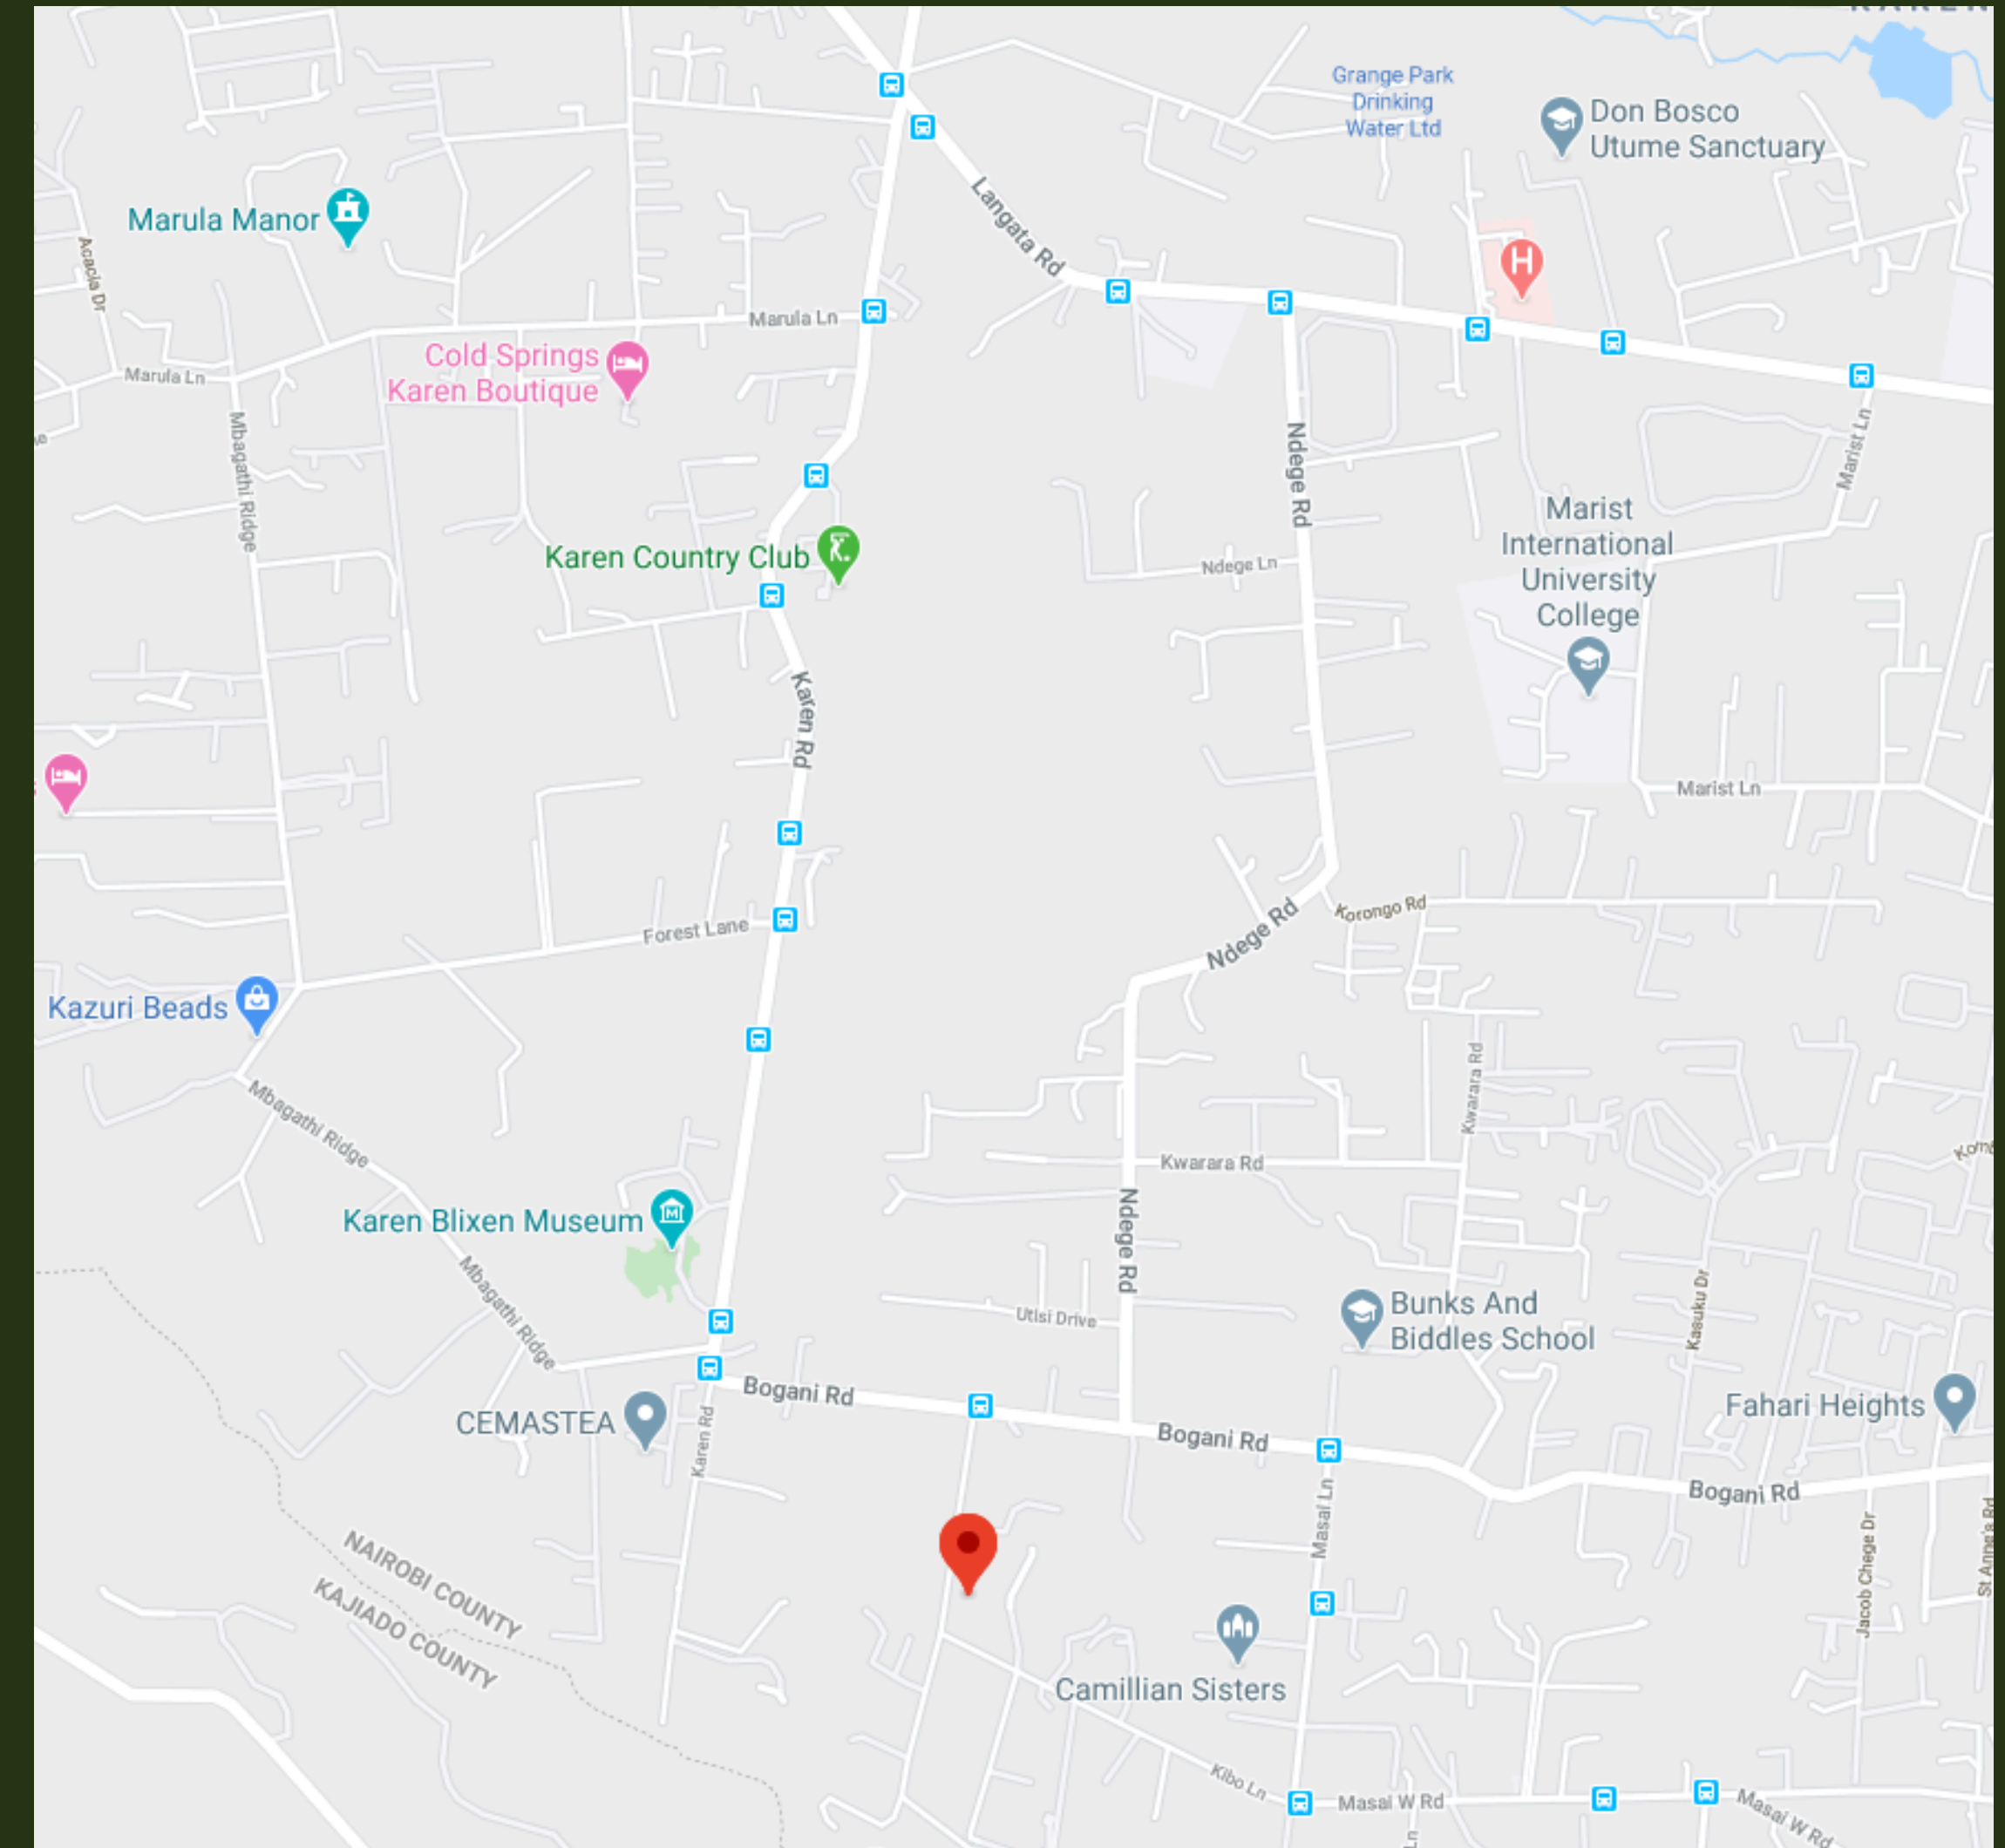 KAREN
Grange Park
Drinking
Water Ltd
Don Bosco
Utume Sanctuary
Langata Rd
Marula Manor
Acacia Dr
H
Marula Ln
Cold Springs
Karen Boutique
Marula Ln
Mbagathi Ridge
Ndege Rd
Marist Ln
Marist
International
University
College
Karen Country Club
Ndege Ln
Karen Rd
Marist Ln
Korongo Rd
Ndege Rd
Forest Lane
Kazuri Beads
Kwarara Rd
Mbagathi Ridge
Kwarara Rd
Karen Blixen Museum
M
Ndege Rd
Mbagathi Ridge
Kasuku Dr
Utisi Drive
Bunks And
Biddles School
Bogani Rd
Fahari Heights
CEMASTEA
Karen Rd
Bogani Rd
Bogani Rd
Masai Ln
NAIROBI COUNTY
KAJIADO COUNTY
Jacob Chege Dr
St Anna's Rd
Camillian Sisters
Kibo Ln
Masai W Rd
Masai W Rd
Ln